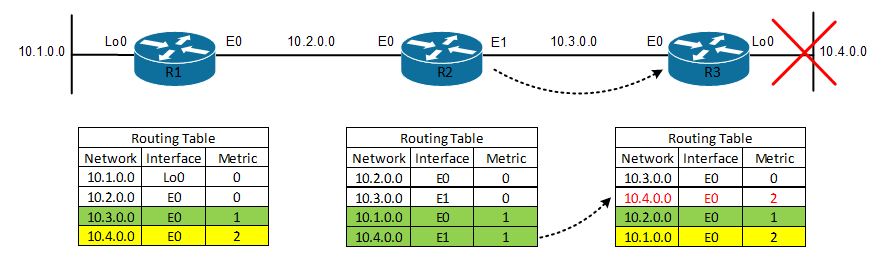 Lo0 E0 10.2.0.0 E0 E1 10.3.0.0 E0 Lo0
10.1.0.0 10.4.0.0
R1 R2 R3
Routing Table
Network Interface Metric
10.1.0.0 Lo0 0
10.2.0.0 E0 0
10.3.0.0 E0 1
10.4.0.0 E0 2
Routing Table
Network Interface Metric
10.2.0.0 E0 0
10.3.0.0 E1 0
10.1.0.0 E0 1
10.4.0.0 E1 1
Routing Table
Network Interface Metric
10.3.0.0 E0 0
10.4.0.0 E0 2
10.2.0.0 E0 1
10.1.0.0 E0 2